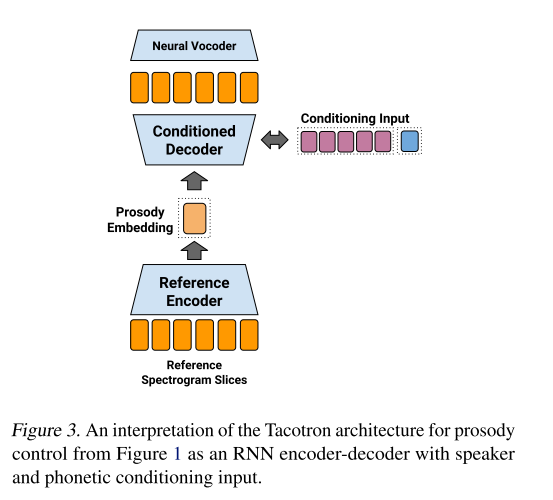 Neural Vocoder
Conditioned
Decoder
Conditioning Input
Prosody
Embedding
Reference
Encoder
Reference
Spectrogram Slices
Figure 3. An interpretation of the Tacotron architecture for prosody
control from Figure 1 as an RNN encoder-decoder with speaker
and phonetic conditioning input.